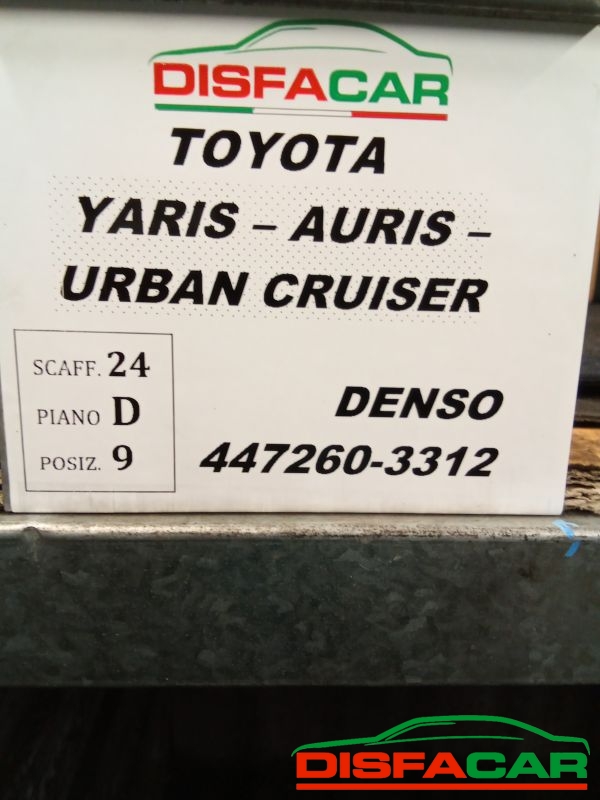 DISFACAR
TOYOTA
YARIS – AURIS –
URBAN CRUISER
SCAFF. 24
PIANO D
POSIZ. 9
DENSO
447260-3312
DISFACAR